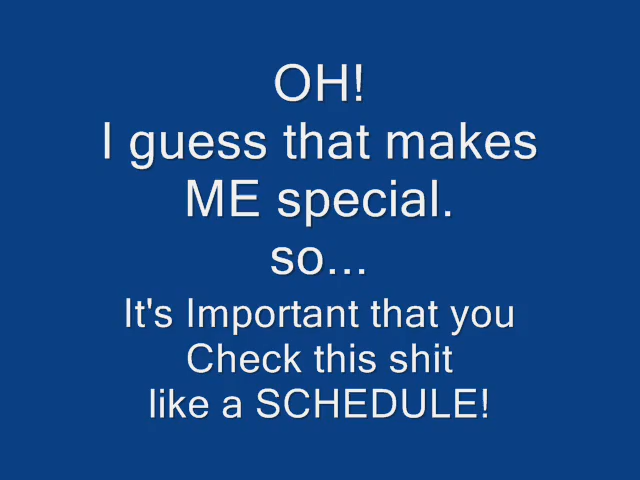 OH!
I guess that makes
ME special.
so...
It's Important that you
Check this shit
like a SCHEDULE!